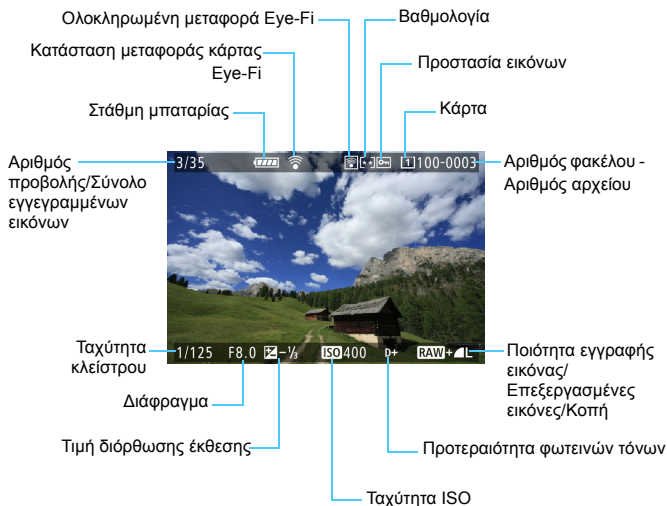 Ολοκληρωμένη μεταφορά Eye-Fi
Βαθμολογία
Κατάσταση μεταφοράς κάρτας
Eye-Fi
Προστασία εικόνων
Στάθμη μπαταρίας
Κάρτα
Αριθμός
προβολής/Σύνολο
εγγεγραμμένων
εικόνων
3/35
1
100-0003
Αριθμός φακέλου -
Αριθμός αρχείου
Ταχύτητα
κλείστρου
1/125 F8.0 -1/3 ISO 400 D+ RAW+L
Ποιότητα εγγραφής
εικόνας/
Επεξεργασμένες
εικόνες/Κοπή
Διάφραγμα
Τιμή διόρθωσης έκθεσης
Προτεραιότητα φωτεινών τόνων
Ταχύτητα ISO